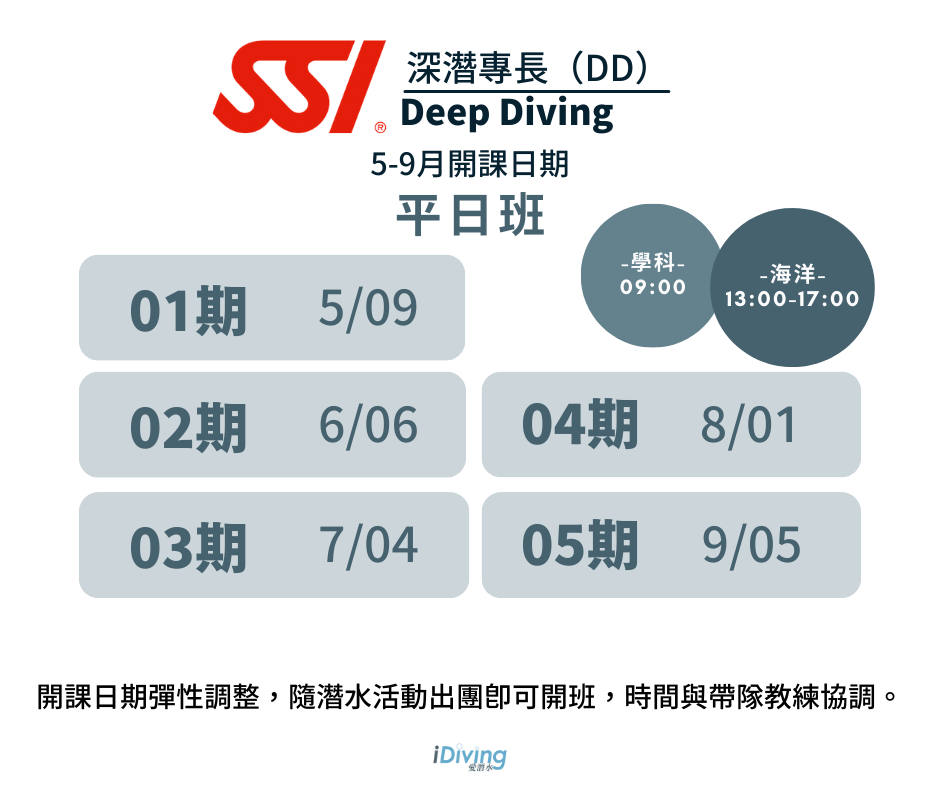 SSI®
深潛專長（DD）
Deep Diving
5-9月開課日期
平日班
-學科-
09:00
-海洋-
13:00-17:00
01期 5/09
02期 6/06
03期 7/04
04期 8/01
05期 9/05
開課日期彈性調整，隨潛水活動出團即可開班，時間與帶隊教練協調。
iDiving
愛潛水